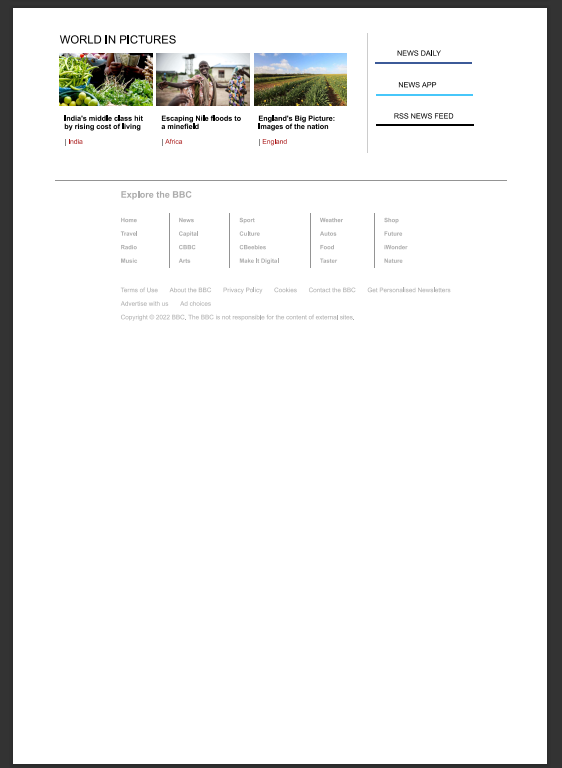 WORLD IN PICTURES
India's middle class hit
by rising cost of living
| India
Escaping Nile floods to
a minefield
| Africa
England's Big Picture:
Images of the nation
| England
NEWS DAILY
NEWS APP
RSS NEWS FEED
Explore the BBC
Home
Travel
Radio
Music
News
Capital
CBBC
Arts
Sport
Culture
CBeebies
Make It Digital
Weather
Autos
Food
Taster
Shop
Future
iWonder
Nature
Terms of Use About the BBC Privacy Policy Cookies Contact the BBC Get Personalised Newsletters
Advertise with us Ad choices
Copyright © 2022 BBC. The BBC is not responsible for the content of external sites.